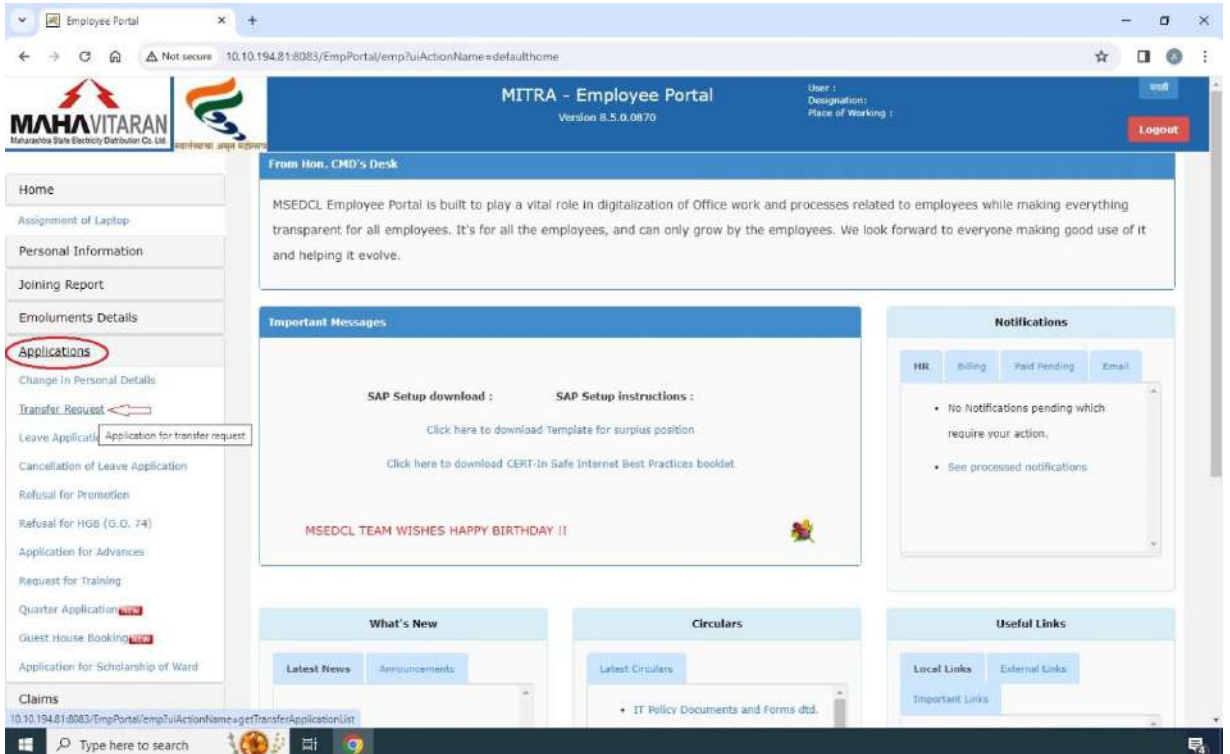 Employee Portal
Not secure 10.10.194.81:8083/EmpPortal/emp?uiActionName=defaulthome
MAHAVITARAN
Maharashtra State Electricity Distribution Co. Ltd.
MITRA - Employee Portal
Version 8.5.0.0870
User :
Designation:
Place of Working :
मराठी
Logout
From Hon. CMD's Desk
MSEDCL Employee Portal is built to play a vital role in digitalization of Office work and processes related to employees while making everything
transparent for all employees. It's for all the employees, and can only grow by the employees. We look forward to everyone making good use of it
and helping it evolve.
Home
Assignment of Laptop
Personal Information
Joining Report
Emoluments Details
Applications
Change in Personal Details
Transfer Request
Leave Applicati
Application for transfer request
Cancellation of Leave Application
Refusal for Promotion
Refusal for HGB (G.O. 74)
Application for Advances
Request for Training
Quarter Application NEW
Guest House Booking NEW
Application for Scholarship of Ward
Claims
Important Messages
SAP Setup download : SAP Setup instructions :
Click here to download Template for surplus position
Click here to download CERT-In Safe Internet Best Practices booklet
MSEDCL TEAM WISHES HAPPY BIRTHDAY !!
Notifications
HR Billing Paid Pending Email
• No Notifications pending which
require your action.
• See processed notifications
What's New
Latest News Announcements
Circulars
Latest Circulars
• IT Policy Documents and Forms dtd.
Useful Links
Local Links External Links
Important Links
10.10.194.81:8083/EmpPortal/emp?uiActionName=getTransferApplicationList
Type here to search